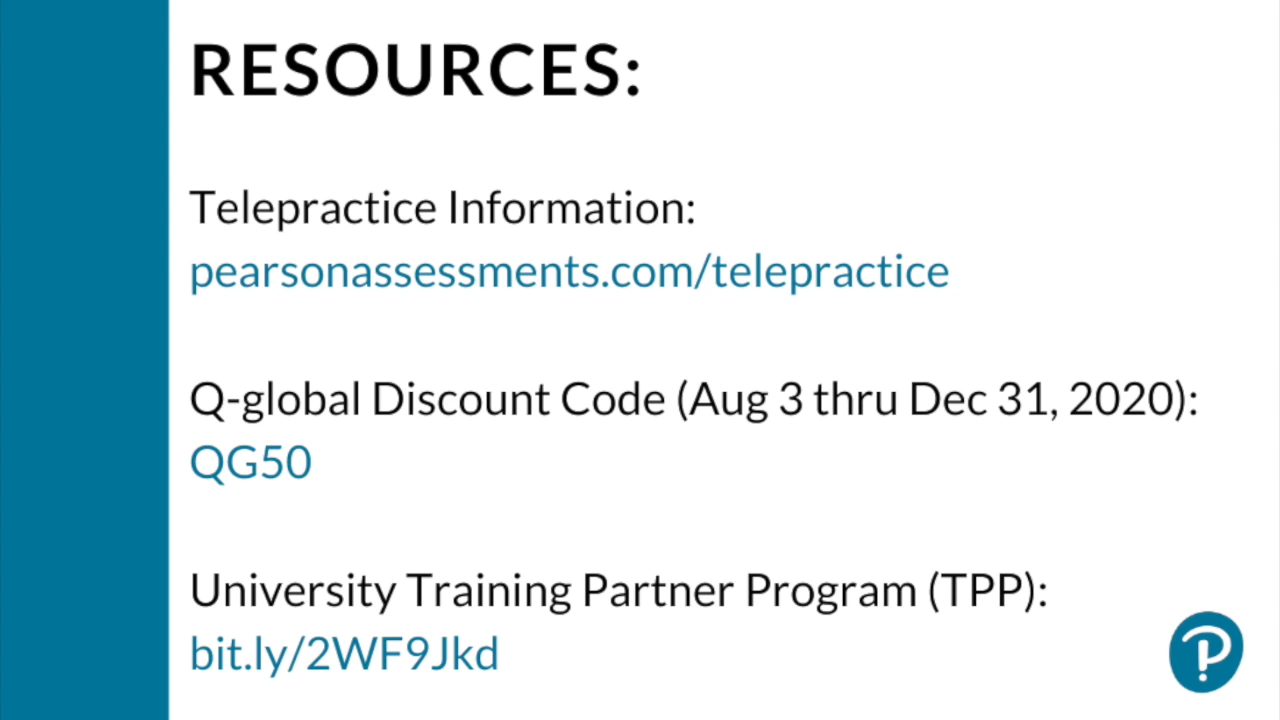 RESOURCES:
Telepractice Information:
pearsonassessments.com/telepractice
Q-global Discount Code (Aug 3 thru Dec 31, 2020):
QG50
University Training Partner Program (TPP):
bit.ly/2WF9Jkd